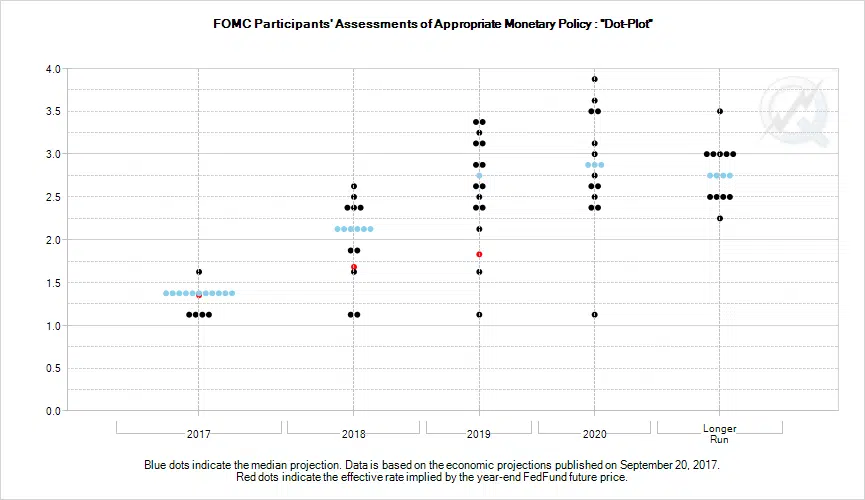 FOMC Participants' Assessments of Appropriate Monetary Policy : "Dot-Plot"
4.0
3.5
3.0
2.5
2.0
1.5
1.0
0.5
0.0
2017 2018 2019 2020 Longer Run
Blue dots indicate the median projection. Data is based on the economic projections published on September 20, 2017.
Red dots indicate the effective rate implied by the year-end FedFund future price.